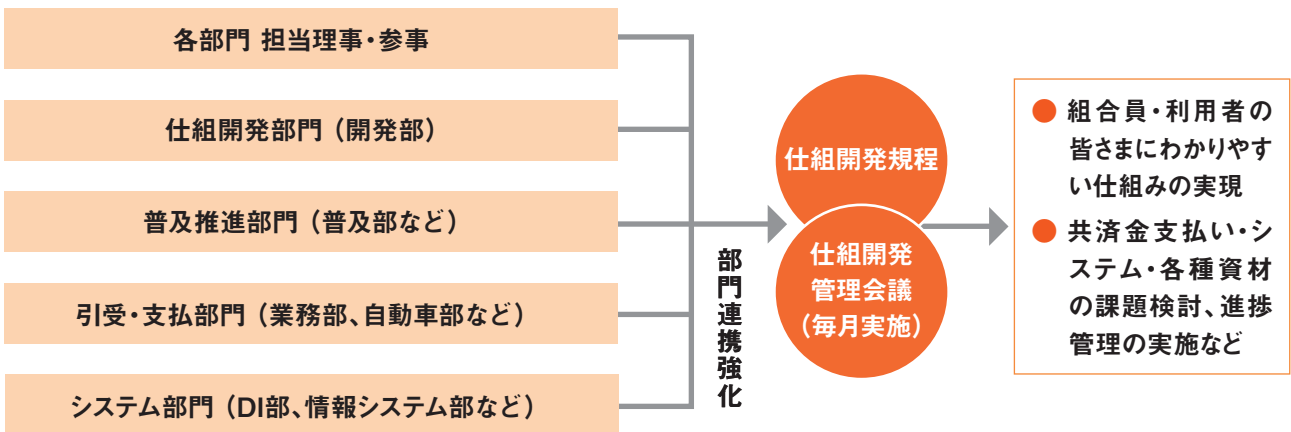 各部門 担当理事・参事
仕組開発部門（開発部）
普及推進部門（普及部など）
引受・支払部門（業務部、自動車部など）
システム部門（DI部、情報システム部など）
部門連携強化
仕組開発規程
仕組開発
管理会議
（毎月実施）
● 組合員・利用者の
皆さまにわかりやす
い仕組みの実現
● 共済金支払い・シ
ステム・各種資材
の課題検討、進捗
管理の実施など